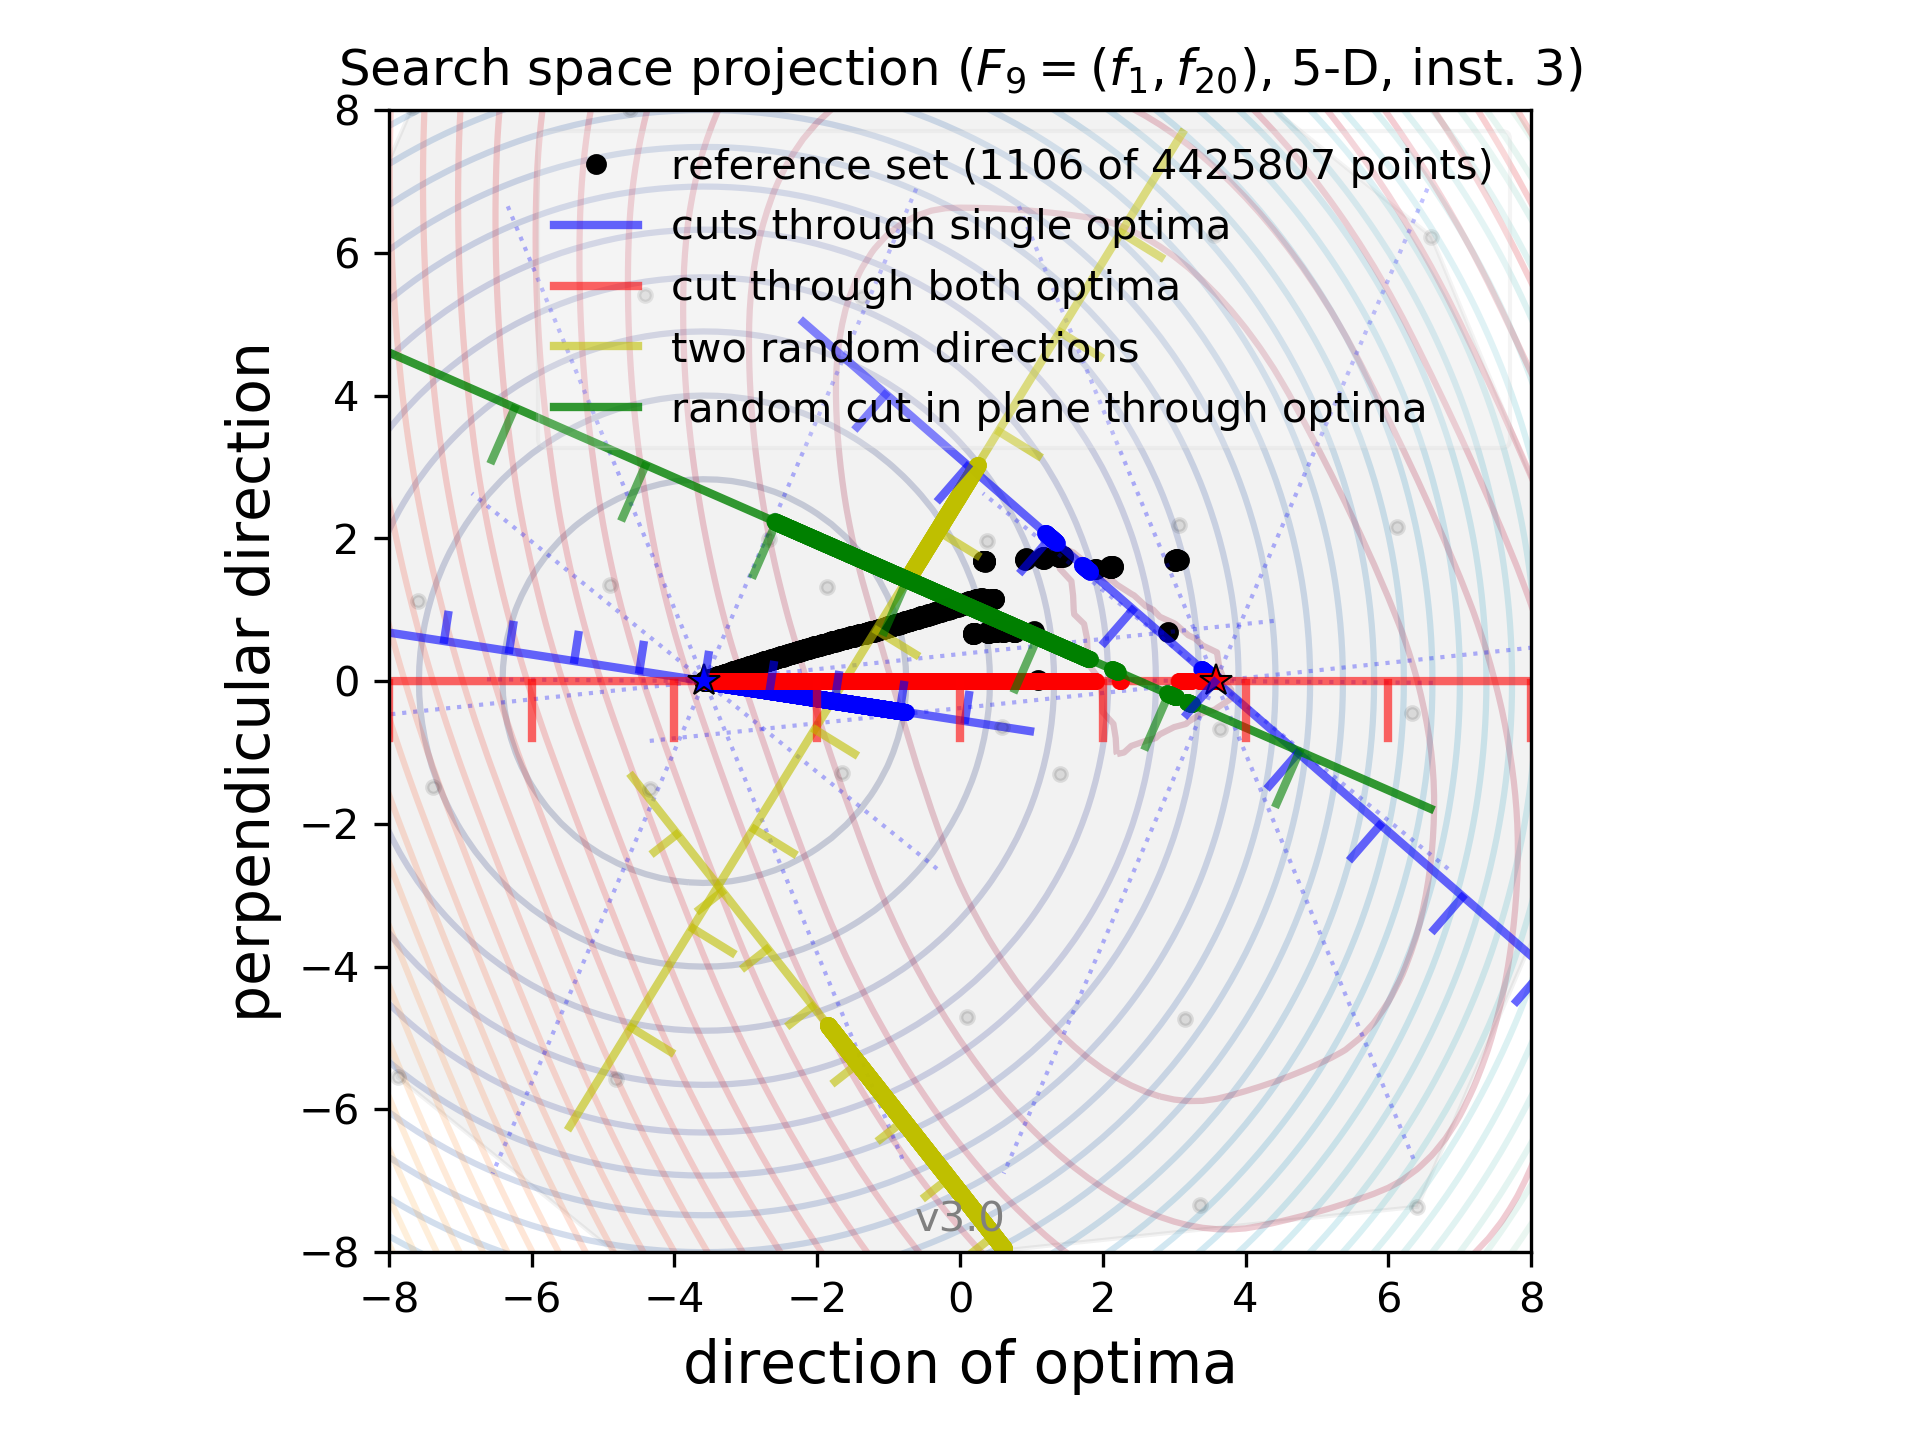 Search space projection (F9 = (f1, f20), 5-D, inst. 3)
reference set (1106 of 4425807 points)
cuts through single optima
cut through both optima
two random directions
random cut in plane through optima
perpendicular direction
8
6
4
2
0
−2
−4
−6
−8
v3.0
−8 −6 −4 −2 0 2 4 6 8
direction of optima